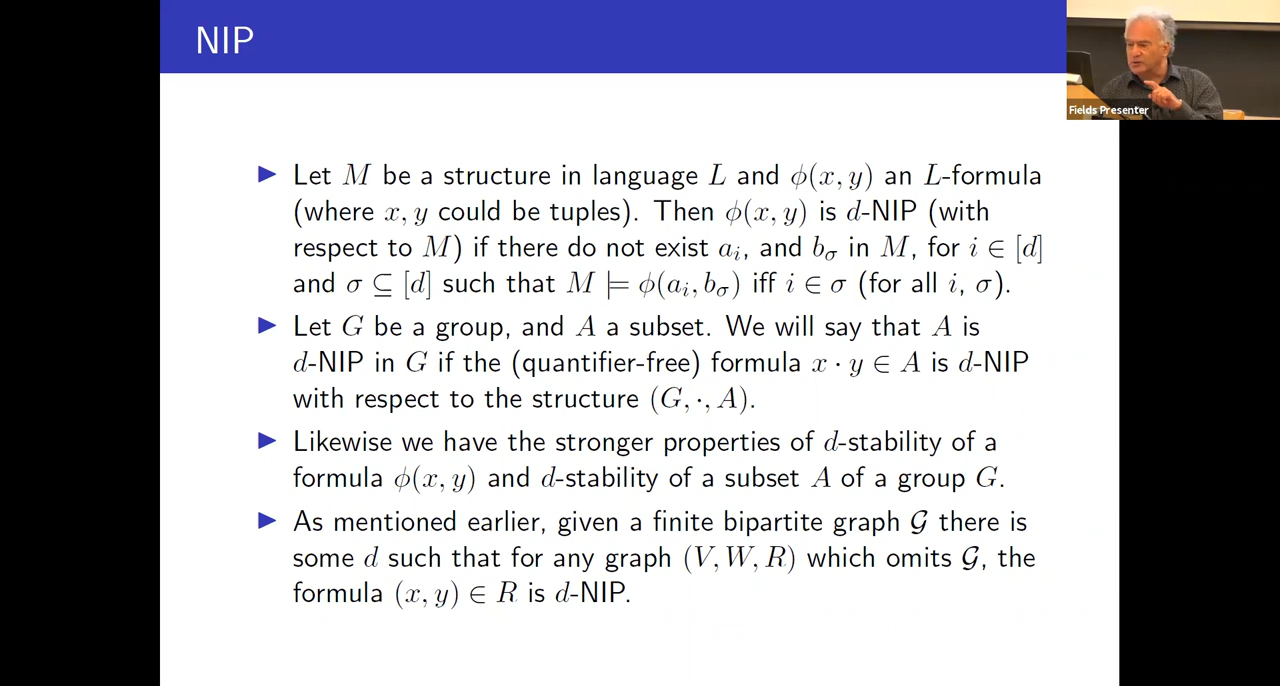 NIP
Fields Presenter
▶ Let M be a structure in language L and ϕ(x, y) an L-formula
(where x, y could be tuples). Then ϕ(x, y) is d-NIP (with
respect to M) if there do not exist aᵢ, and b_σ in M, for i ∈ [d]
and σ ⊆ [d] such that M ⊨ ϕ(aᵢ, b_σ) iff i ∈ σ (for all i, σ).
▶ Let G be a group, and A a subset. We will say that A is
d-NIP in G if the (quantifier-free) formula x · y ∈ A is d-NIP
with respect to the structure (G, ·, A).
▶ Likewise we have the stronger properties of d-stability of a
formula ϕ(x, y) and d-stability of a subset A of a group G.
▶ As mentioned earlier, given a finite bipartite graph 𝒢 there is
some d such that for any graph (V, W, R) which omits 𝒢, the
formula (x, y) ∈ R is d-NIP.